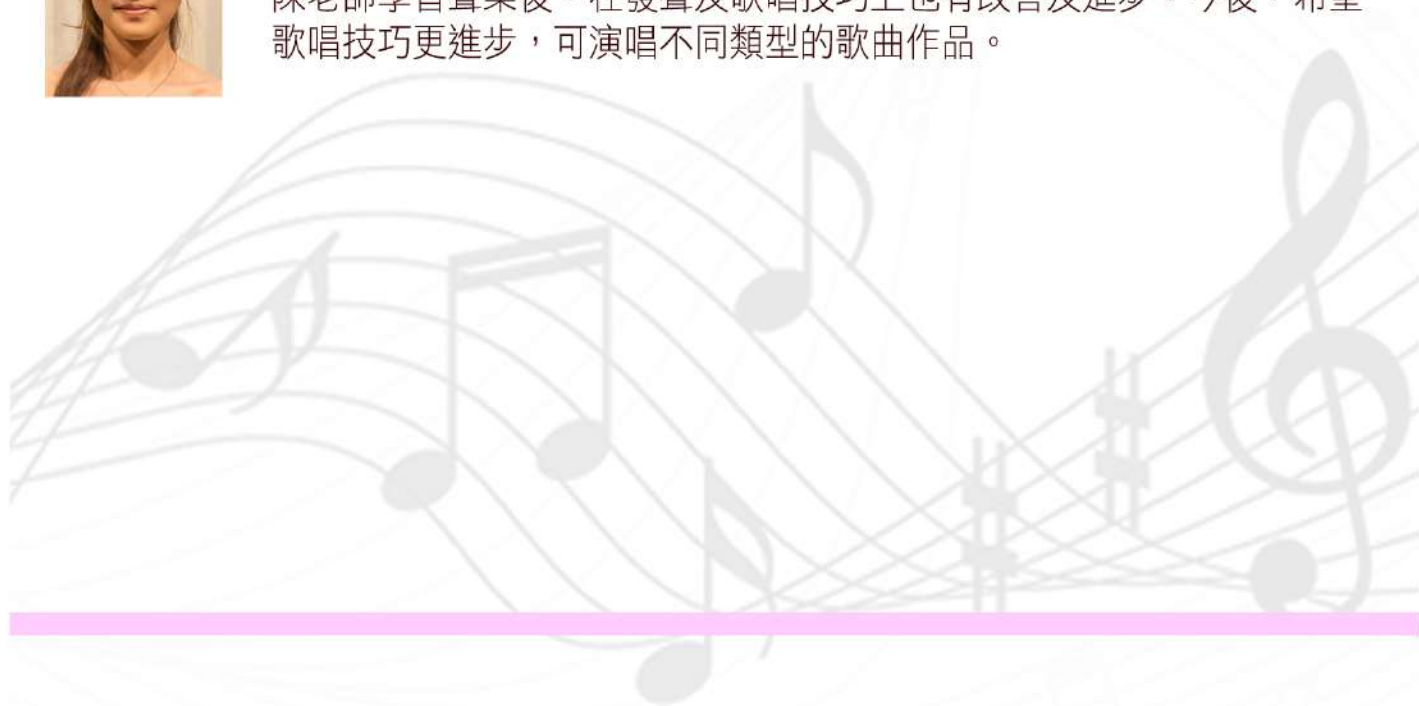 陳老師學習聲樂後，在發聲及歌唱技巧上也有改善及進步。今後，希望
歌唱技巧更進步，可演唱不同類型的歌曲作品。